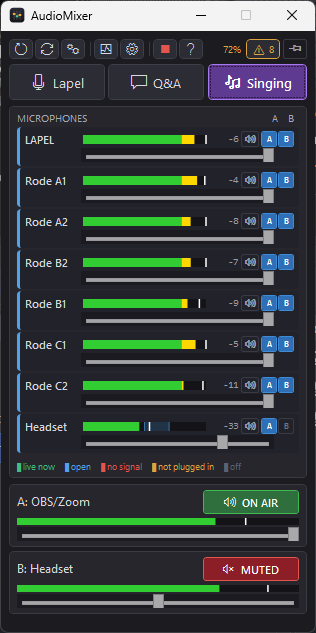 AudioMixer
72% 8
Lapel Q&A Singing
MICROPHONES A B
LAPEL -6 A B
Rode A1 -4 A B
Rode A2 -8 A B
Rode B2 -7 A B
Rode B1 -9 A B
Rode C1 -5 A B
Rode C2 -11 A B
Headset -33 A B
live now open no signal not plugged in off
A: OBS/Zoom ON AIR
B: Headset MUTED